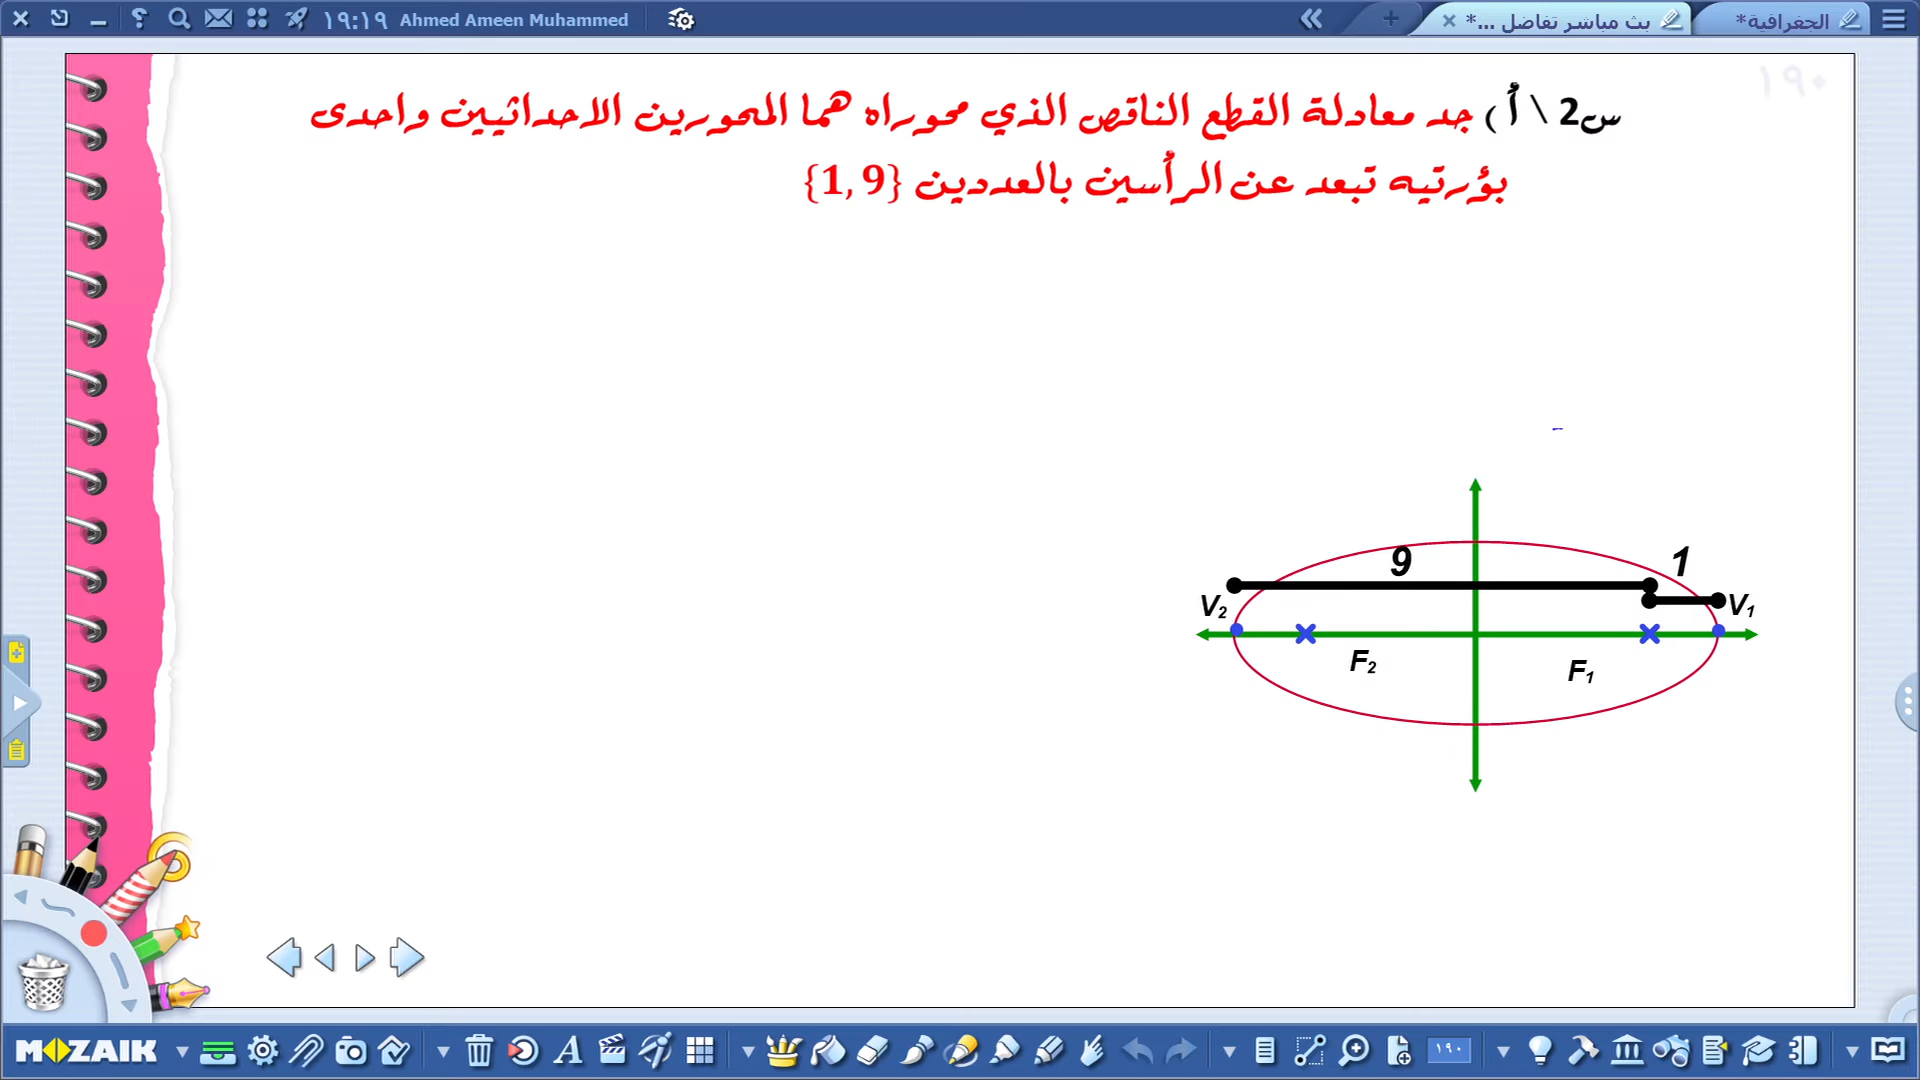 ١٩:١٩ Ahmed Ameen Muhammed
بث مباشر تفاضل ...*
الجغرافية*
١٩٠
س2 \ أ ) جد معادلة القطع الناقص الذي محوراه هما المحورين الاحداثيين واحدى
بؤرتيه تبعد عن الرأسين بالعددين {1, 9}
9
1
V2
V1
F2
F1
MOZAIK
١٩٠